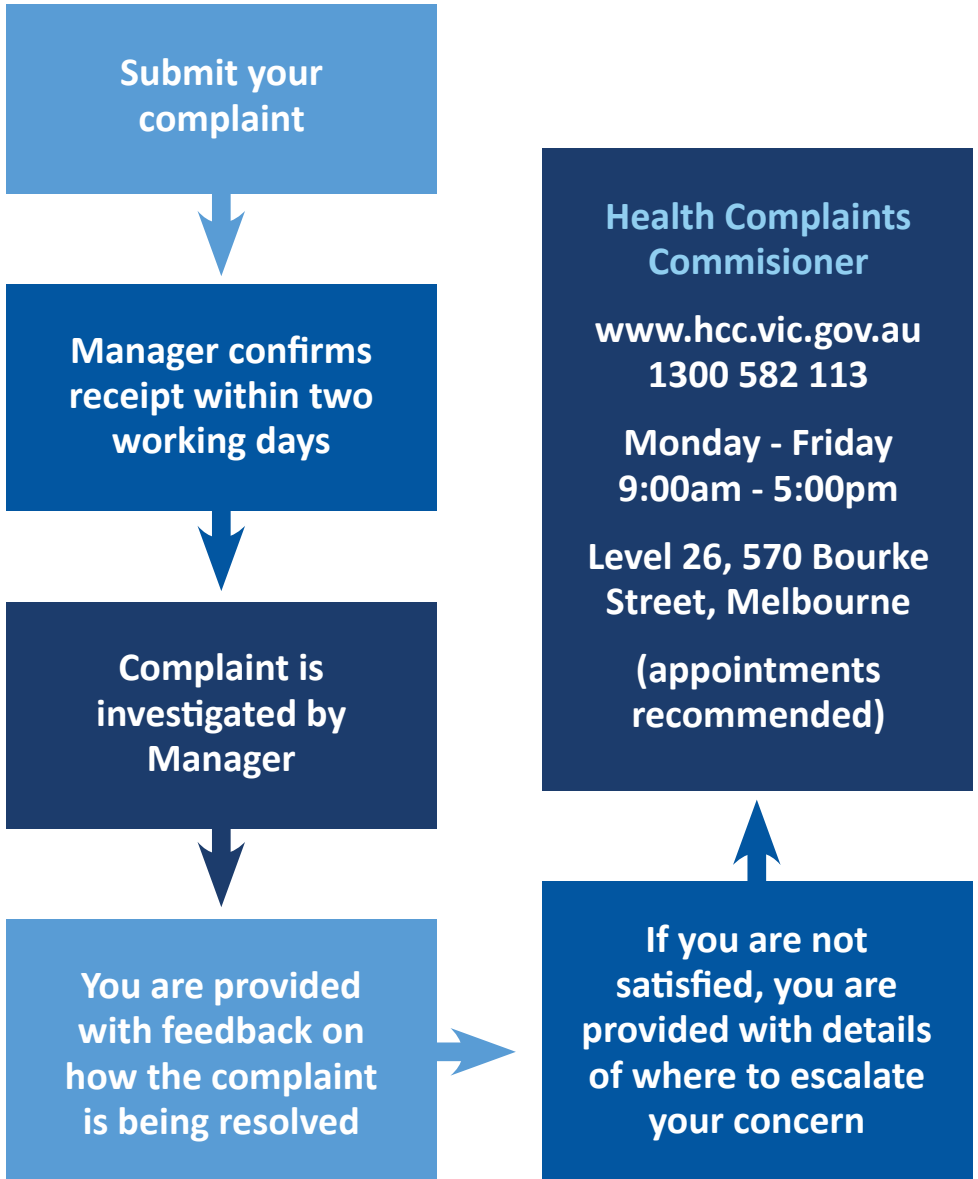 Submit your
complaint
Manager confirms
receipt within two
working days
Complaint is
investigated by
Manager
You are provided
with feedback on
how the complaint
is being resolved
If you are not
satisfied, you are
provided with details
of where to escalate
your concern
Health Complaints
Commisioner
www.hcc.vic.gov.au
1300 582 113
Monday - Friday
9:00am - 5:00pm
Level 26, 570 Bourke
Street, Melbourne
(appointments
recommended)